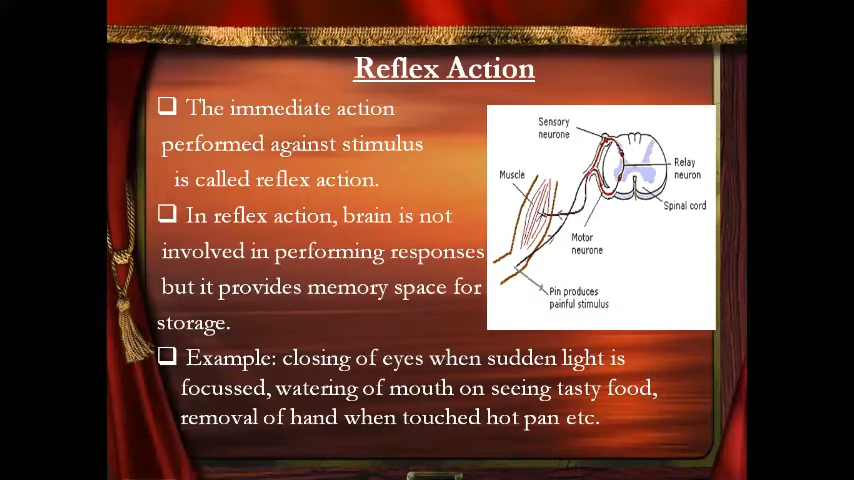 Reflex Action
The immediate action
performed against stimulus
is called reflex action.
In reflex action, brain is not
involved in performing responses
but it provides memory space for
storage.
Example: closing of eyes when sudden light is
focussed, watering of mouth on seeing tasty food,
removal of hand when touched hot pan etc.
Sensory
neurone
Muscle
Relay
neuron
Spinal cord
Motor
neurone
Pin produces
painful stimulus